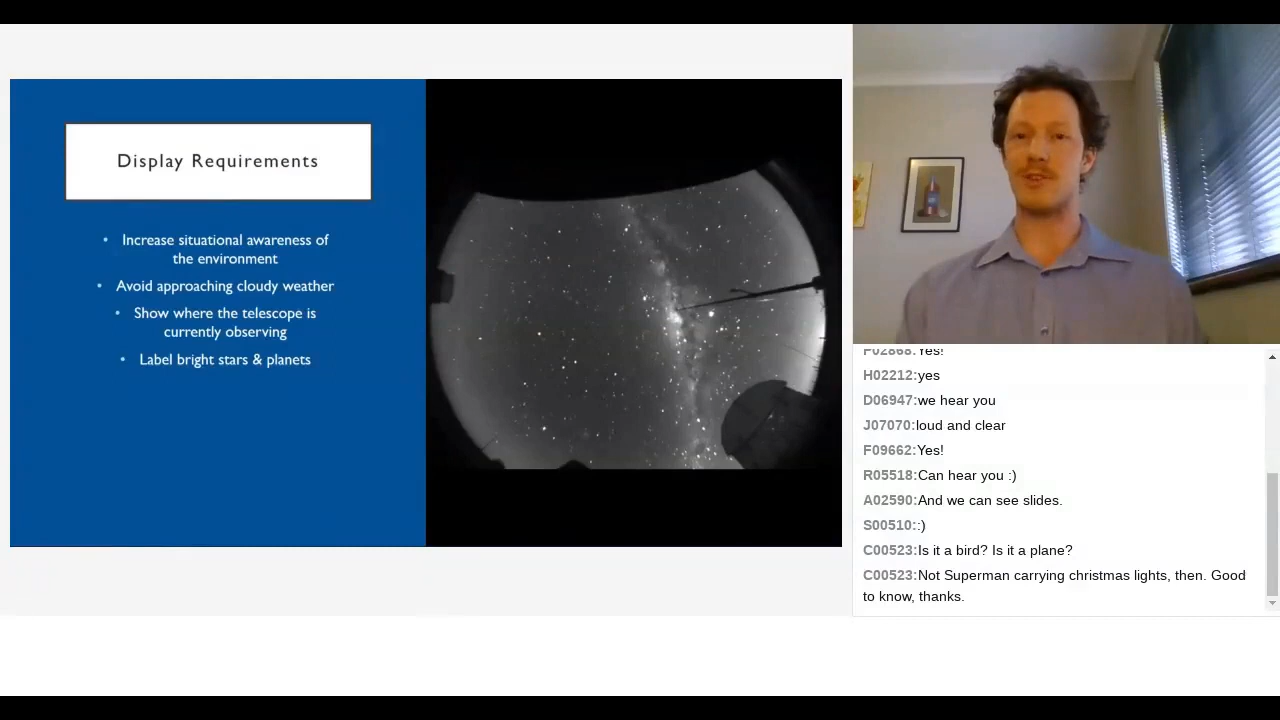 Display Requirements
• Increase situational awareness of
the environment
• Avoid approaching cloudy weather
• Show where the telescope is
currently observing
• Label bright stars & planets
F02868:Yes!
H02212:yes
D06947:we hear you
J07070:loud and clear
F09662:Yes!
R05518:Can hear you :)
A02590:And we can see slides.
S00510::)
C00523:Is it a bird? Is it a plane?
C00523:Not Superman carrying christmas lights, then. Good
to know, thanks.